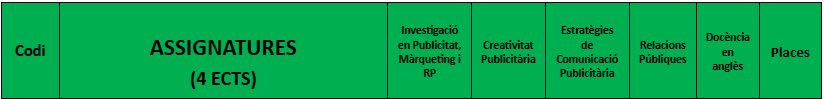 Codi
ASSIGNATURES
(4 ECTS)
Investigació
en Publicitat,
Màrqueting i
RP
Creativitat
Publicitària
Estratègies
de
Comunicació
Publicitària
Relacions
Públiques
Docència
en
anglès
Places